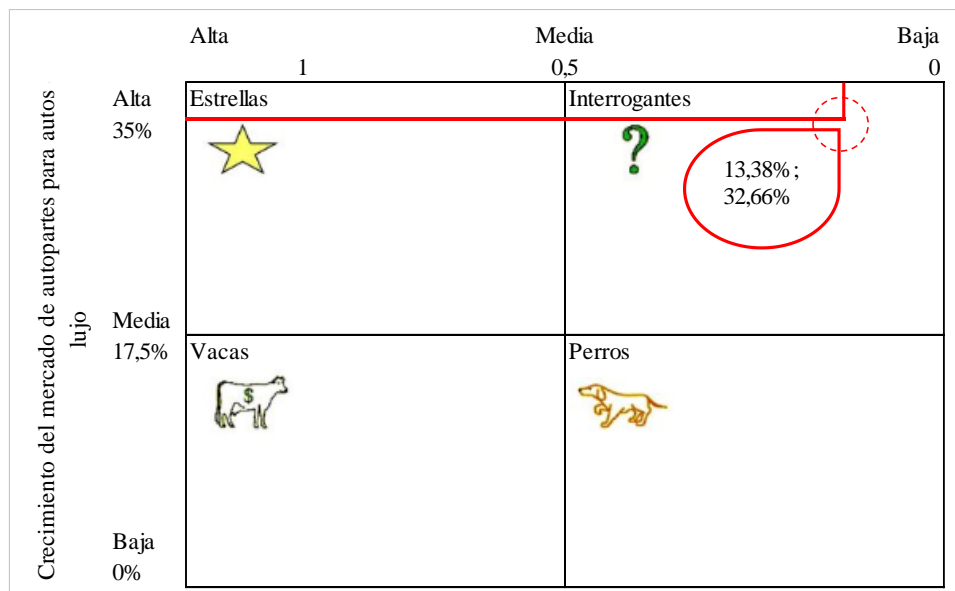 Alta Media Baja
1 0,5 0
Crecimiento del mercado de autopartes para autos
lujo
Alta
35%
Estrellas
Interrogantes
?
13,38% ;
32,66%
Media
17,5%
Vacas
$
Perros
Baja
0%